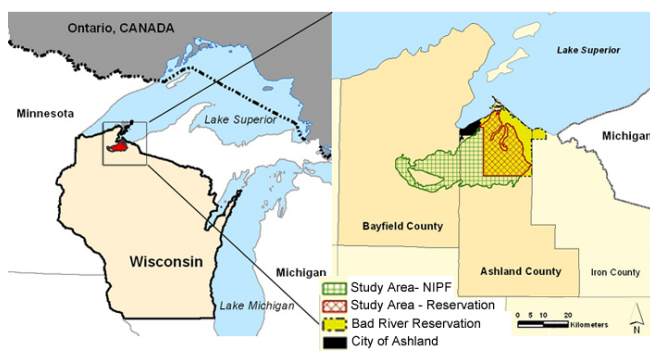 Ontario, CANADA
Minnesota
Lake Superior
Wisconsin
Michigan
Lake Michigan
Lake Superior
Michigan
Bayfield County
Ashland County
Iron County
Study Area- NIPF
Study Area - Reservation
Bad River Reservation
City of Ashland
0 5 10 20
Kilometers
N